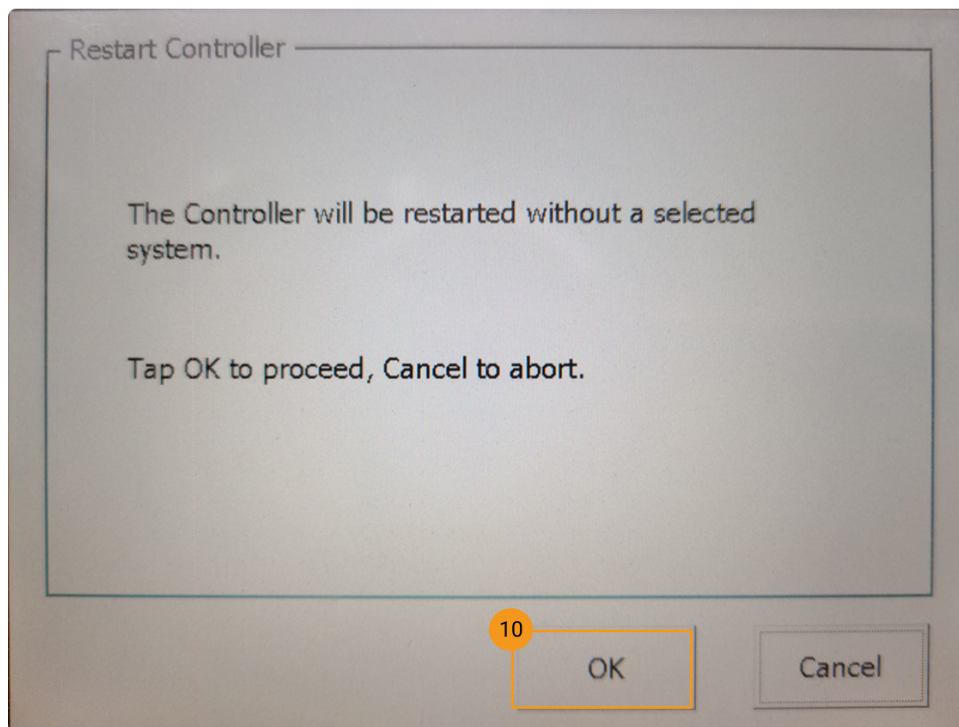 Restart Controller
The Controller will be restarted without a selected
system.
Tap OK to proceed, Cancel to abort.
10
OK
Cancel